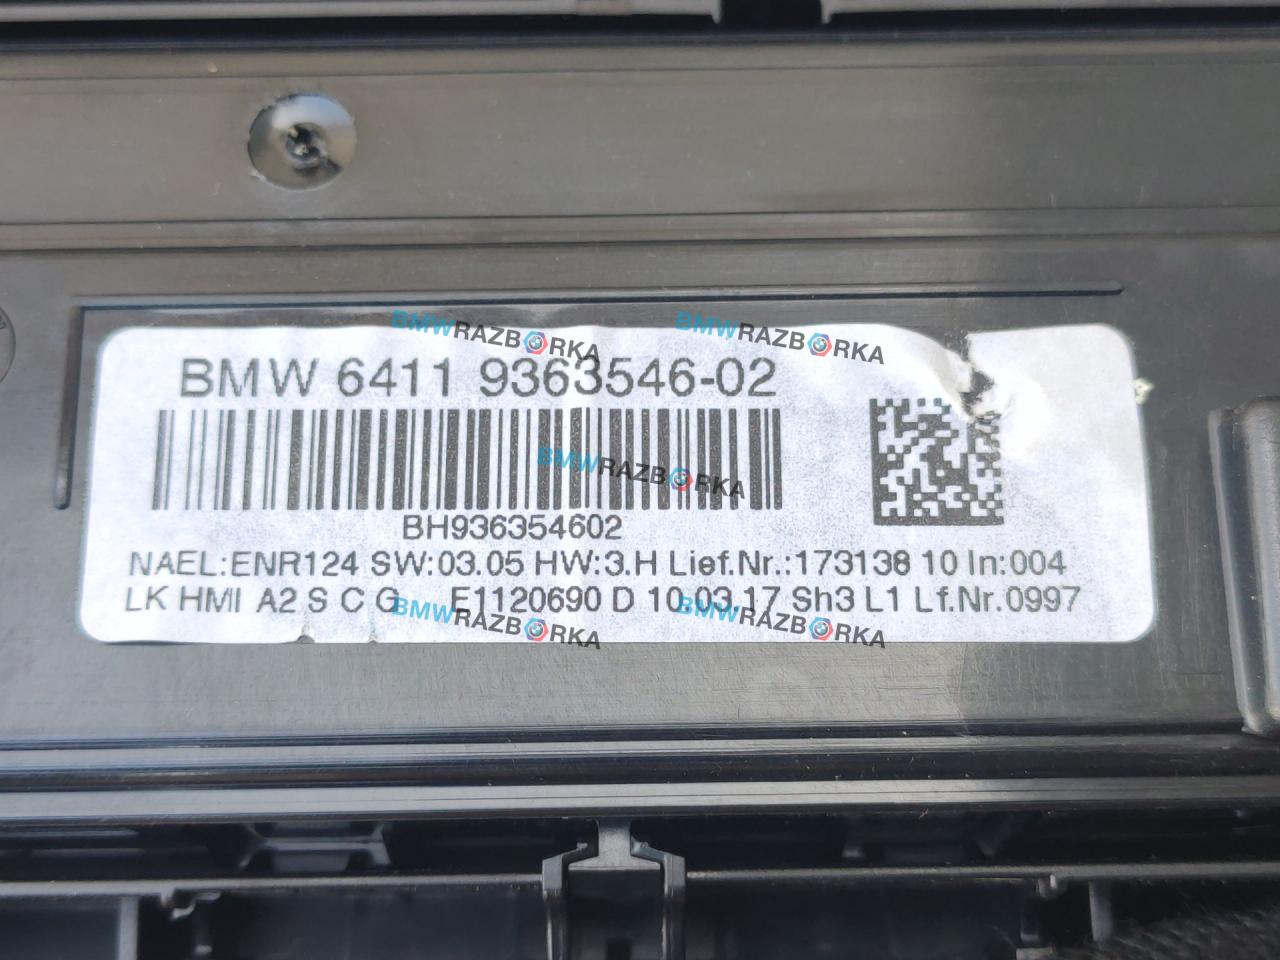 BMWRAZBORKA BMWRAZBORKA
BMW 6411 9363546-02
BMWRAZBORKA
BH936354602
NAEL:ENR124 SW:03.05 HW:3.H Lief.Nr.:173138 10 In:004
LK HMI A2 S C G E1120690 D 10.03.17 Sh3 L1 Lf.Nr.0997
BMWRAZBORKA BMWRAZBORKA